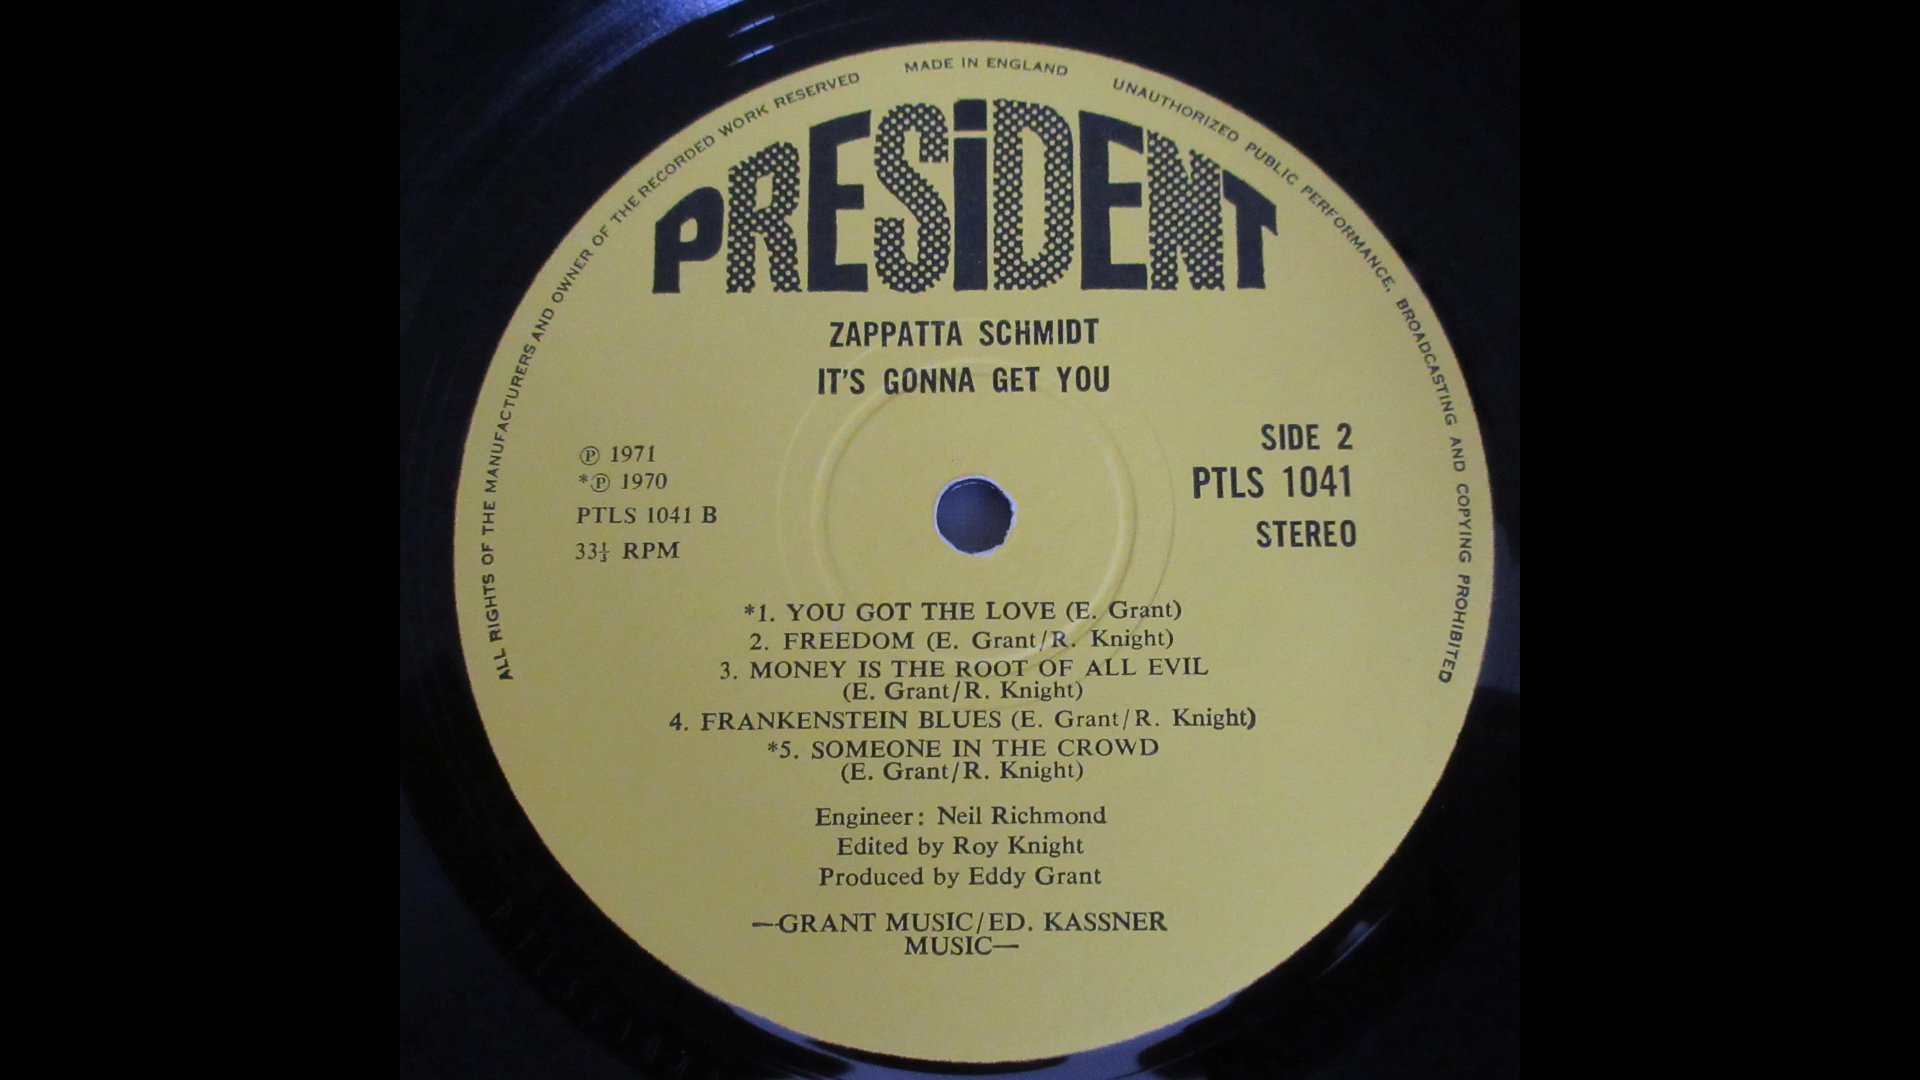 ALL RIGHTS OF THE MANUFACTURERS AND OWNER OF THE RECORDED WORK RESERVED MADE IN ENGLAND UNAUTHORIZED PUBLIC PERFORMANCE, BROADCASTING AND COPYING PROHIBITED
PRESiDENT
ZAPPATTA SCHMIDT
IT'S GONNA GET YOU
℗ 1971
*℗ 1970
PTLS 1041 B
33⅓ RPM
SIDE 2
PTLS 1041
STEREO
*1. YOU GOT THE LOVE (E. Grant)
2. FREEDOM (E. Grant/R. Knight)
3. MONEY IS THE ROOT OF ALL EVIL
(E. Grant/R. Knight)
4. FRANKENSTEIN BLUES (E. Grant/R. Knight)
*5. SOMEONE IN THE CROWD
(E. Grant/R. Knight)
Engineer: Neil Richmond
Edited by Roy Knight
Produced by Eddy Grant
—GRANT MUSIC/ED. KASSNER
MUSIC—